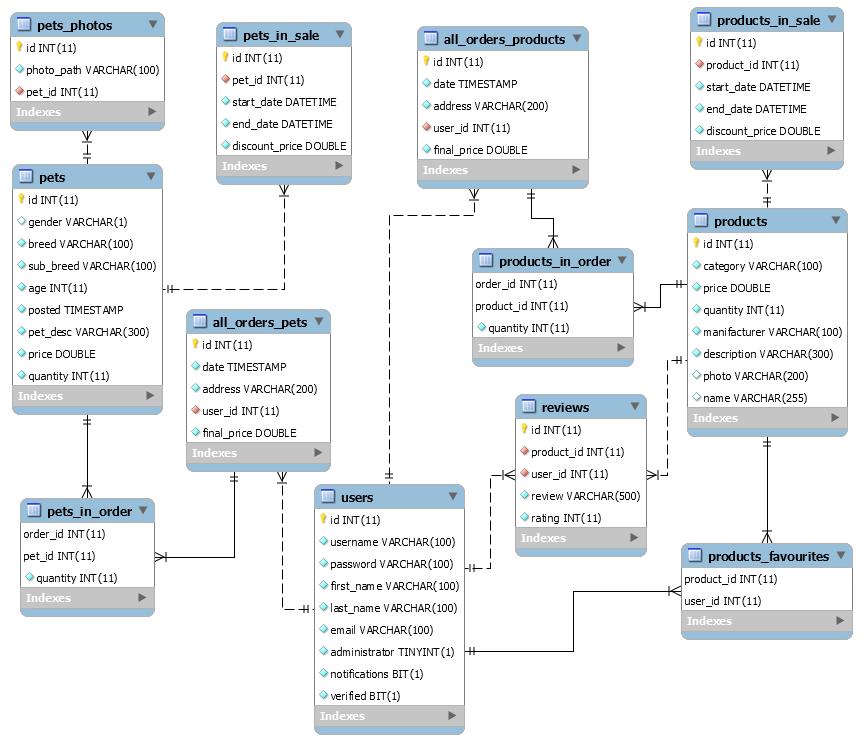 pets_photos
id INT(11)
photo_path VARCHAR(100)
pet_id INT(11)
Indexes
pets_in_sale
id INT(11)
pet_id INT(11)
start_date DATETIME
end_date DATETIME
discount_price DOUBLE
Indexes
all_orders_products
id INT(11)
date TIMESTAMP
address VARCHAR(200)
user_id INT(11)
final_price DOUBLE
Indexes
products_in_sale
id INT(11)
product_id INT(11)
start_date DATETIME
end_date DATETIME
discount_price DOUBLE
Indexes
pets
id INT(11)
gender VARCHAR(1)
breed VARCHAR(100)
sub_breed VARCHAR(100)
age INT(11)
posted TIMESTAMP
pet_desc VARCHAR(300)
price DOUBLE
quantity INT(11)
Indexes
all_orders_pets
id INT(11)
date TIMESTAMP
address VARCHAR(200)
user_id INT(11)
final_price DOUBLE
Indexes
products_in_order
order_id INT(11)
product_id INT(11)
quantity INT(11)
Indexes
products
id INT(11)
category VARCHAR(100)
price DOUBLE
quantity INT(11)
manifacturer VARCHAR(100)
description VARCHAR(300)
photo VARCHAR(200)
name VARCHAR(255)
Indexes
reviews
id INT(11)
product_id INT(11)
user_id INT(11)
review VARCHAR(500)
rating INT(11)
Indexes
pets_in_order
order_id INT(11)
pet_id INT(11)
quantity INT(11)
Indexes
users
id INT(11)
username VARCHAR(100)
password VARCHAR(100)
first_name VARCHAR(100)
last_name VARCHAR(100)
email VARCHAR(100)
administrator TINYINT(1)
notifications BIT(1)
verified BIT(1)
Indexes
products_favourites
product_id INT(11)
user_id INT(11)
Indexes